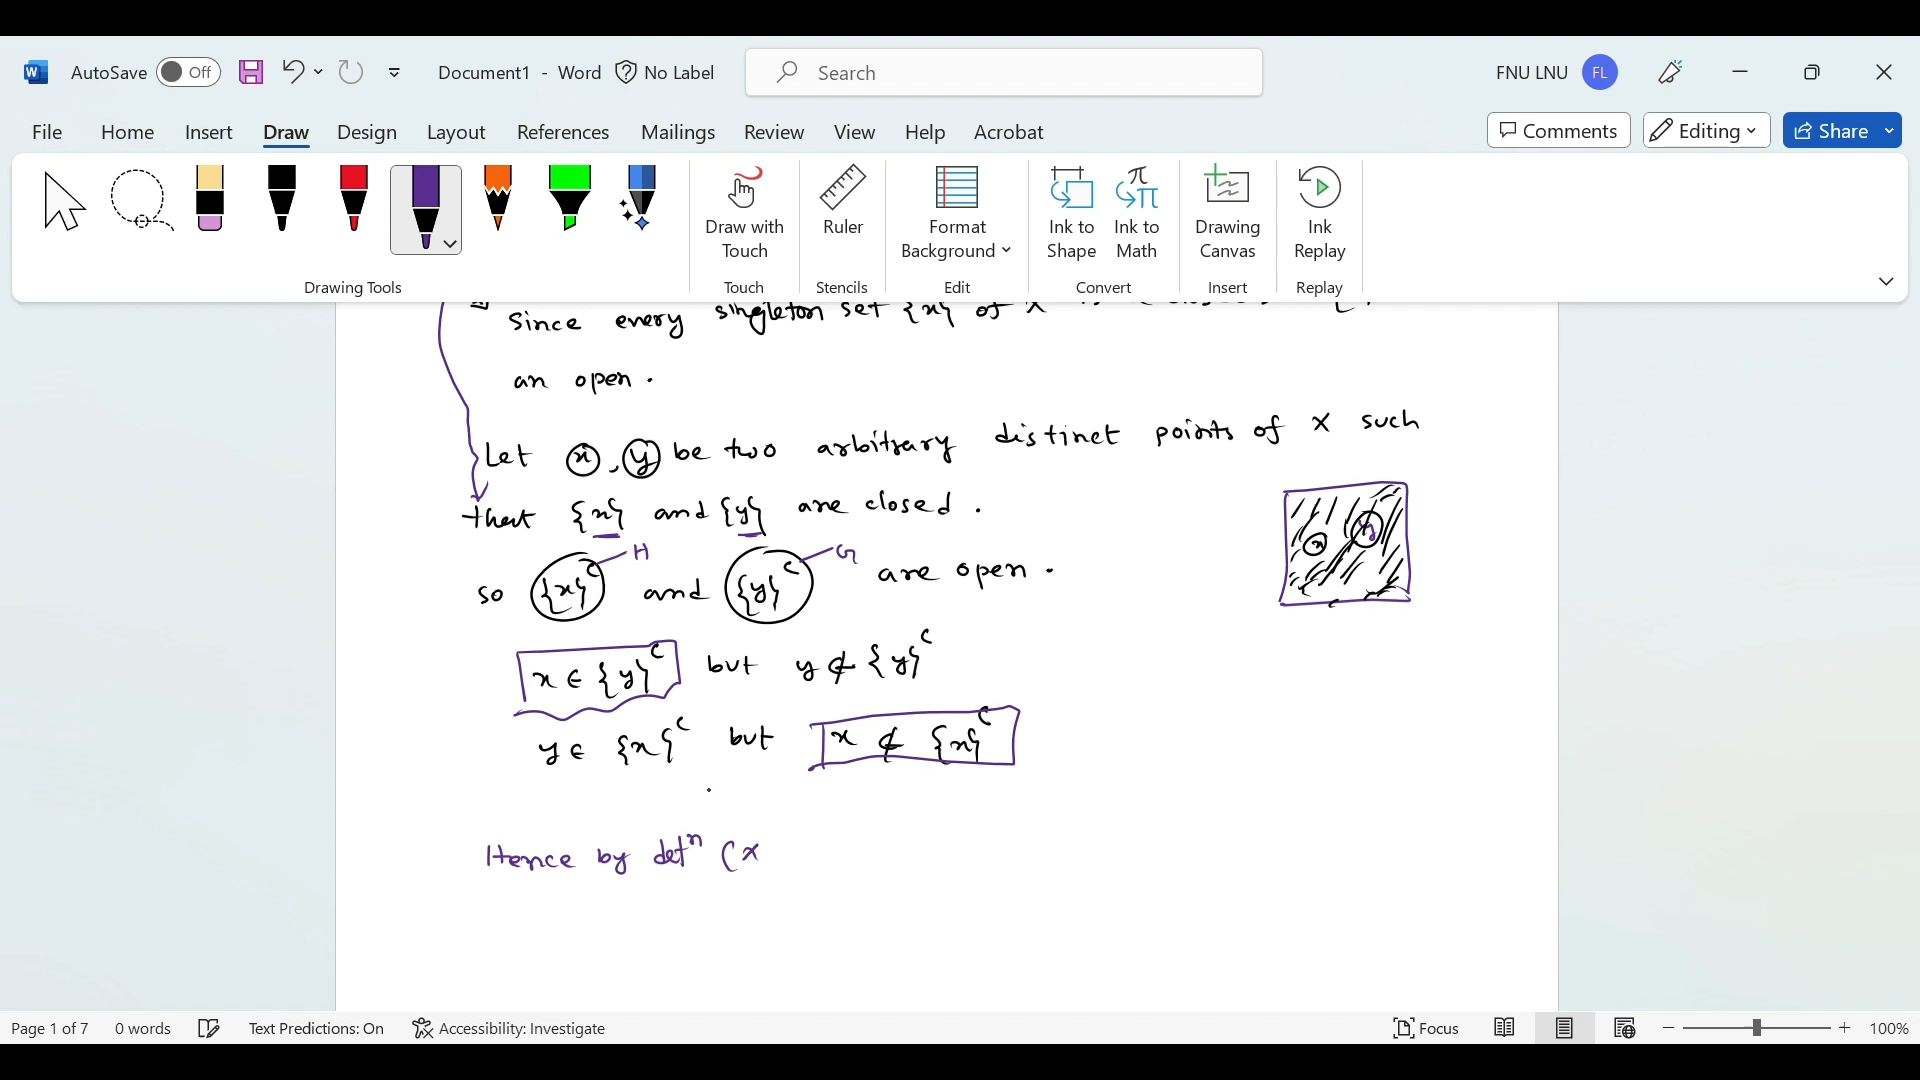 AutoSave Off Document1 - Word No Label Search FNU LNU FL
File Home Insert Draw Design Layout References Mailings Review View Help Acrobat Comments Editing Share
Draw with Touch
Ruler
Format Background
Ink to Shape
Ink to Math
Drawing Canvas
Ink Replay
Drawing Tools Touch Stencils Edit Convert Insert Replay
Since every singleton set {x} of X
an open.
Let x, y be two arbitrary distinct points of X such
that {x} and {y} are closed.
x y
H G
so {x}^c and {y}^c are open.
x ∈ {y}^c but y ∉ {y}^c
y ∈ {x}^c but x ∉ {x}^c
Hence by defⁿ (X
Page 1 of 7 0 words Text Predictions: On Accessibility: Investigate Focus 100%